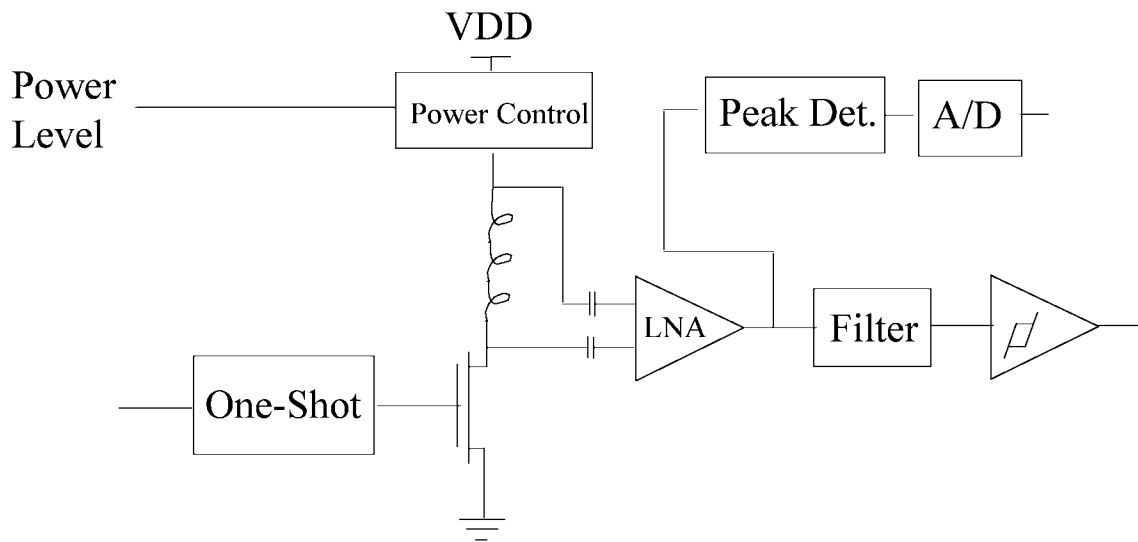 VDD
Power
Level
Power Control
Peak Det.
A/D
LNA
Filter
One-Shot